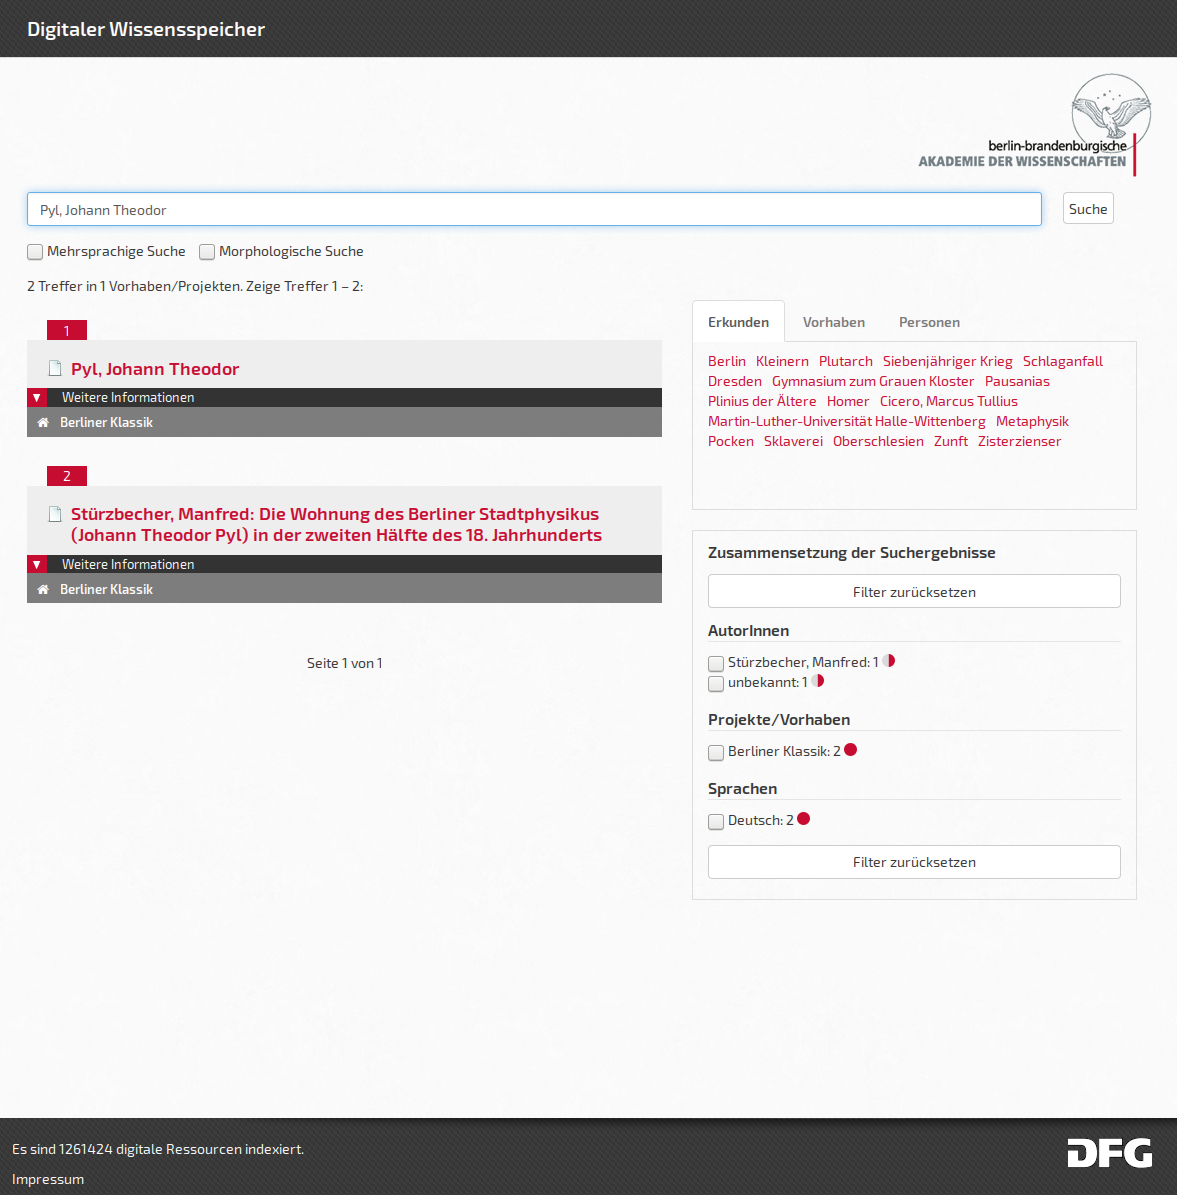 Digitaler Wissensspeicher
berlin-brandenburgische
AKADEMIE DER WISSENSCHAFTEN
Pyl, Johann Theodor
Suche
Mehrsprachige Suche Morphologische Suche
2 Treffer in 1 Vorhaben/Projekten. Zeige Treffer 1 – 2:
1
Pyl, Johann Theodor
Weitere Informationen
Berliner Klassik
2
Stürzbecher, Manfred: Die Wohnung des Berliner Stadtphysikus
(Johann Theodor Pyl) in der zweiten Hälfte des 18. Jahrhunderts
Weitere Informationen
Berliner Klassik
Seite 1 von 1
Erkunden Vorhaben Personen
Berlin Kleinern Plutarch Siebenjähriger Krieg Schlaganfall
Dresden Gymnasium zum Grauen Kloster Pausanias
Plinius der Ältere Homer Cicero, Marcus Tullius
Martin-Luther-Universität Halle-Wittenberg Metaphysik
Pocken Sklaverei Oberschlesien Zunft Zisterzienser
Zusammensetzung der Suchergebnisse
Filter zurücksetzen
AutorInnen
Stürzbecher, Manfred: 1
unbekannt: 1
Projekte/Vorhaben
Berliner Klassik: 2
Sprachen
Deutsch: 2
Filter zurücksetzen
Es sind 1261424 digitale Ressourcen indexiert.
DFG
Impressum